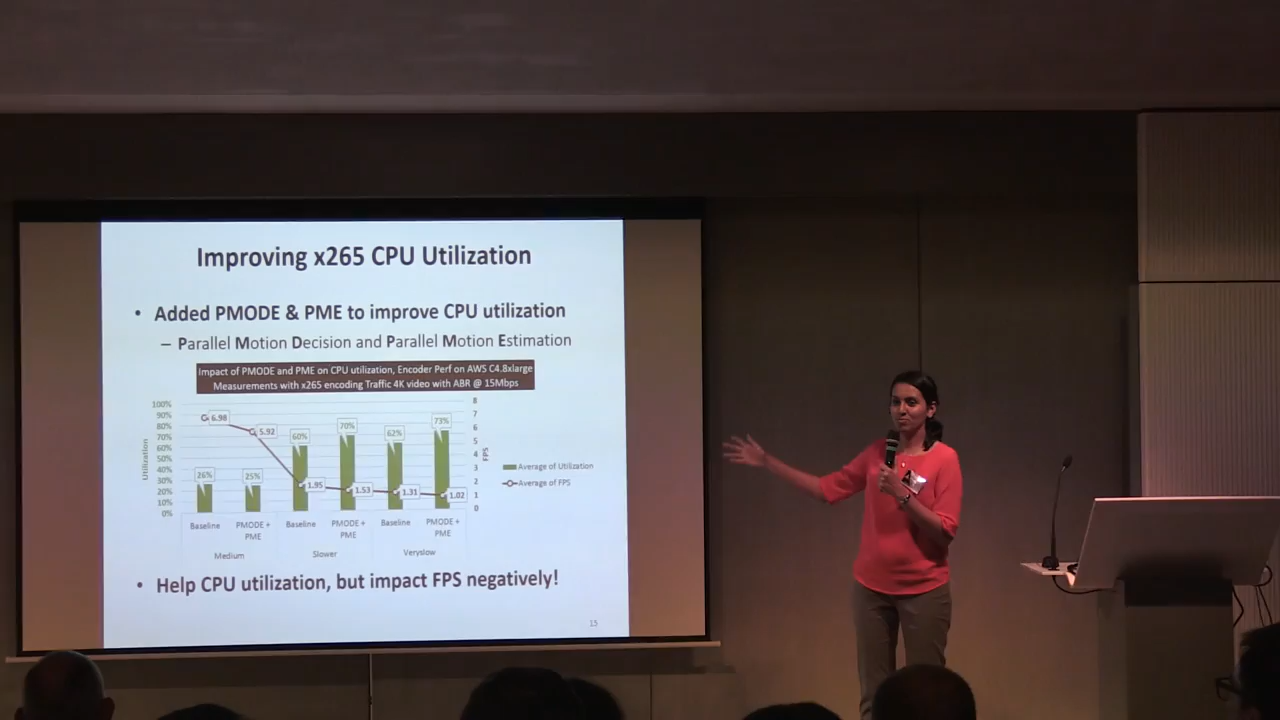 Improving x265 CPU Utilization
• Added PMODE & PME to improve CPU utilization
– Parallel Motion Decision and Parallel Motion Estimation
Impact of PMODE and PME on CPU utilization, Encoder Perf on AWS C4.8xlarge
Measurements with x265 encoding Traffic 4K video with ABR @ 15Mbps
100%
90%
80%
70%
60%
50%
40%
30%
20%
10%
0%
Utilization
6.98
5.92
1.95
1.53
1.31
1.02
26%
25%
60%
70%
62%
73%
8
7
6
5
4
3
2
1
0
FPS
Average of Utilization
Average of FPS
Baseline
PMODE +
PME
Baseline
PMODE +
PME
Baseline
PMODE +
PME
Medium
Slower
Veryslow
• Help CPU utilization, but impact FPS negatively!
15